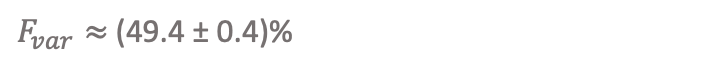 F_var ≈ (49.4 ± 0.4)%